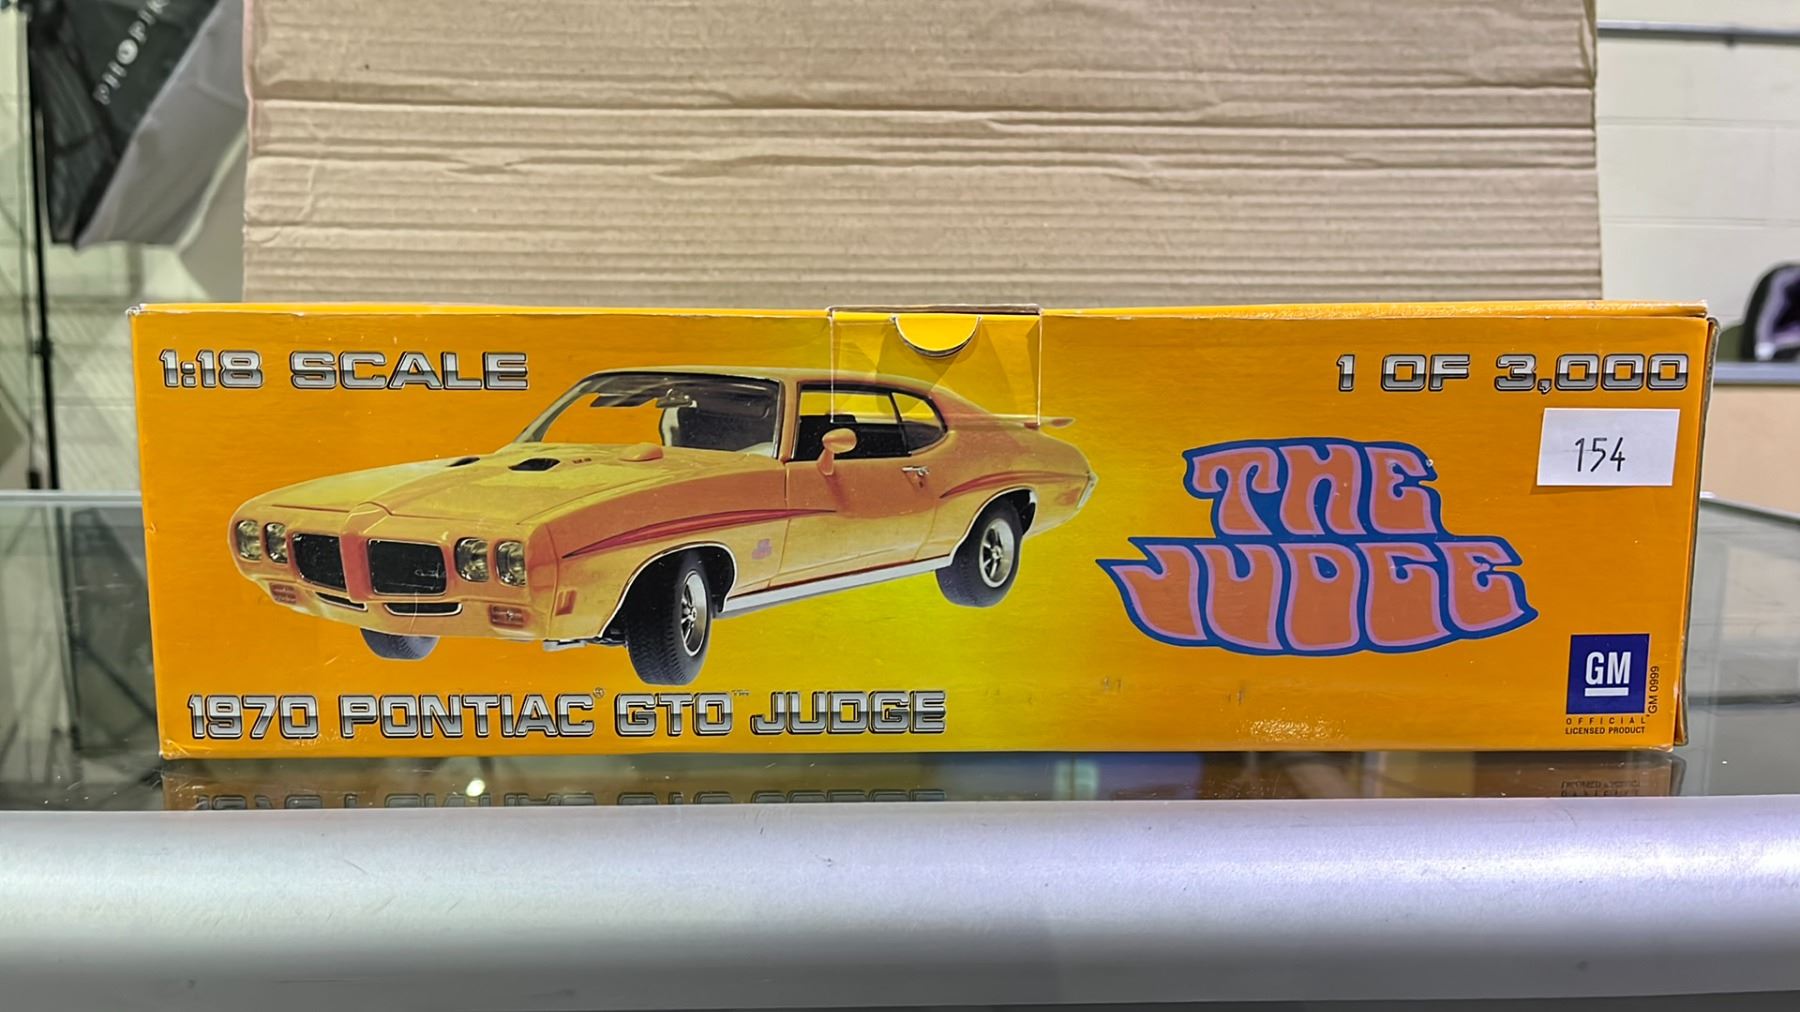 1:18 SCALE
1 OF 3,000
154
THE
JUDGE
1970 PONTIAC® GTO™ JUDGE
GM
OFFICIAL
LICENSED PRODUCT
GM 0999